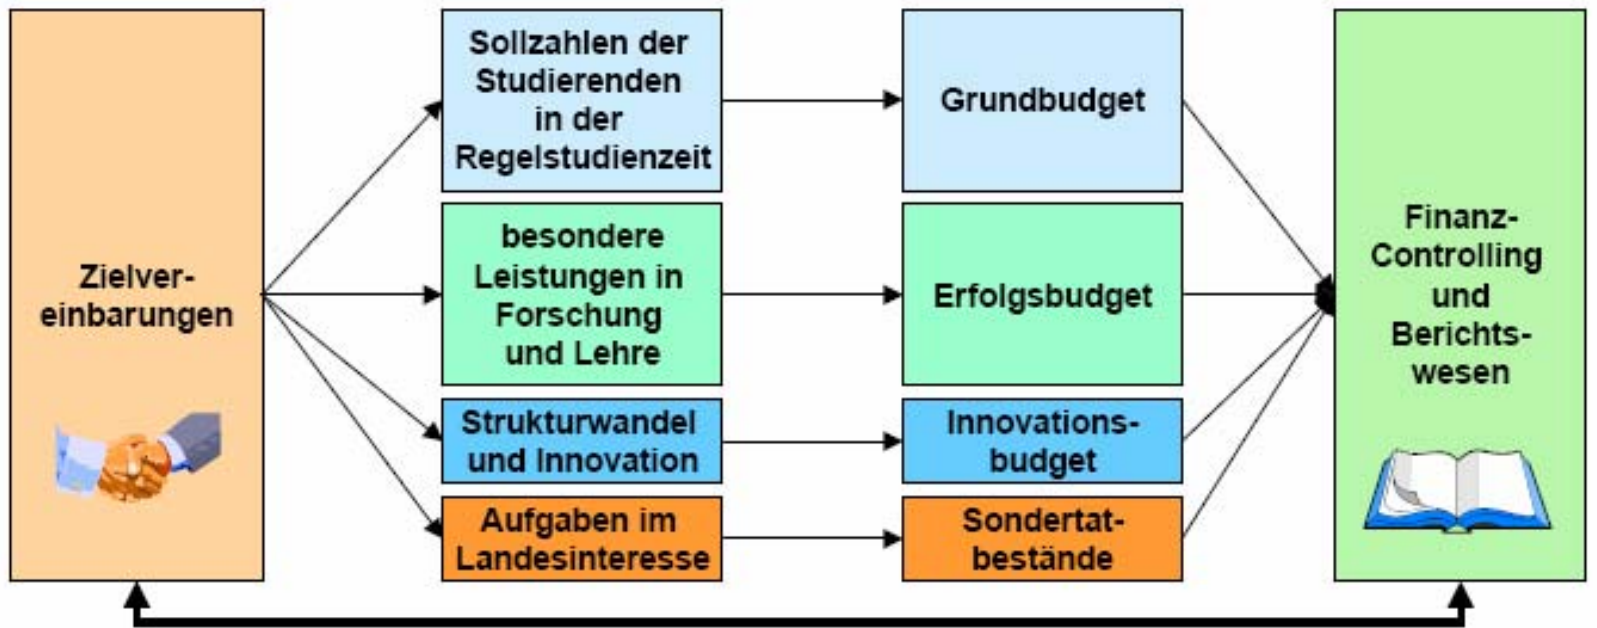 Zielver-
einbarungen
Sollzahlen der
Studierenden
in der
Regelstudienzeit
besondere
Leistungen in
Forschung
und Lehre
Strukturwandel
und Innovation
Aufgaben im
Landesinteresse
Grundbudget
Erfolgsbudget
Innovations-
budget
Sondertat-
bestände
Finanz-
Controlling
und
Berichts-
wesen